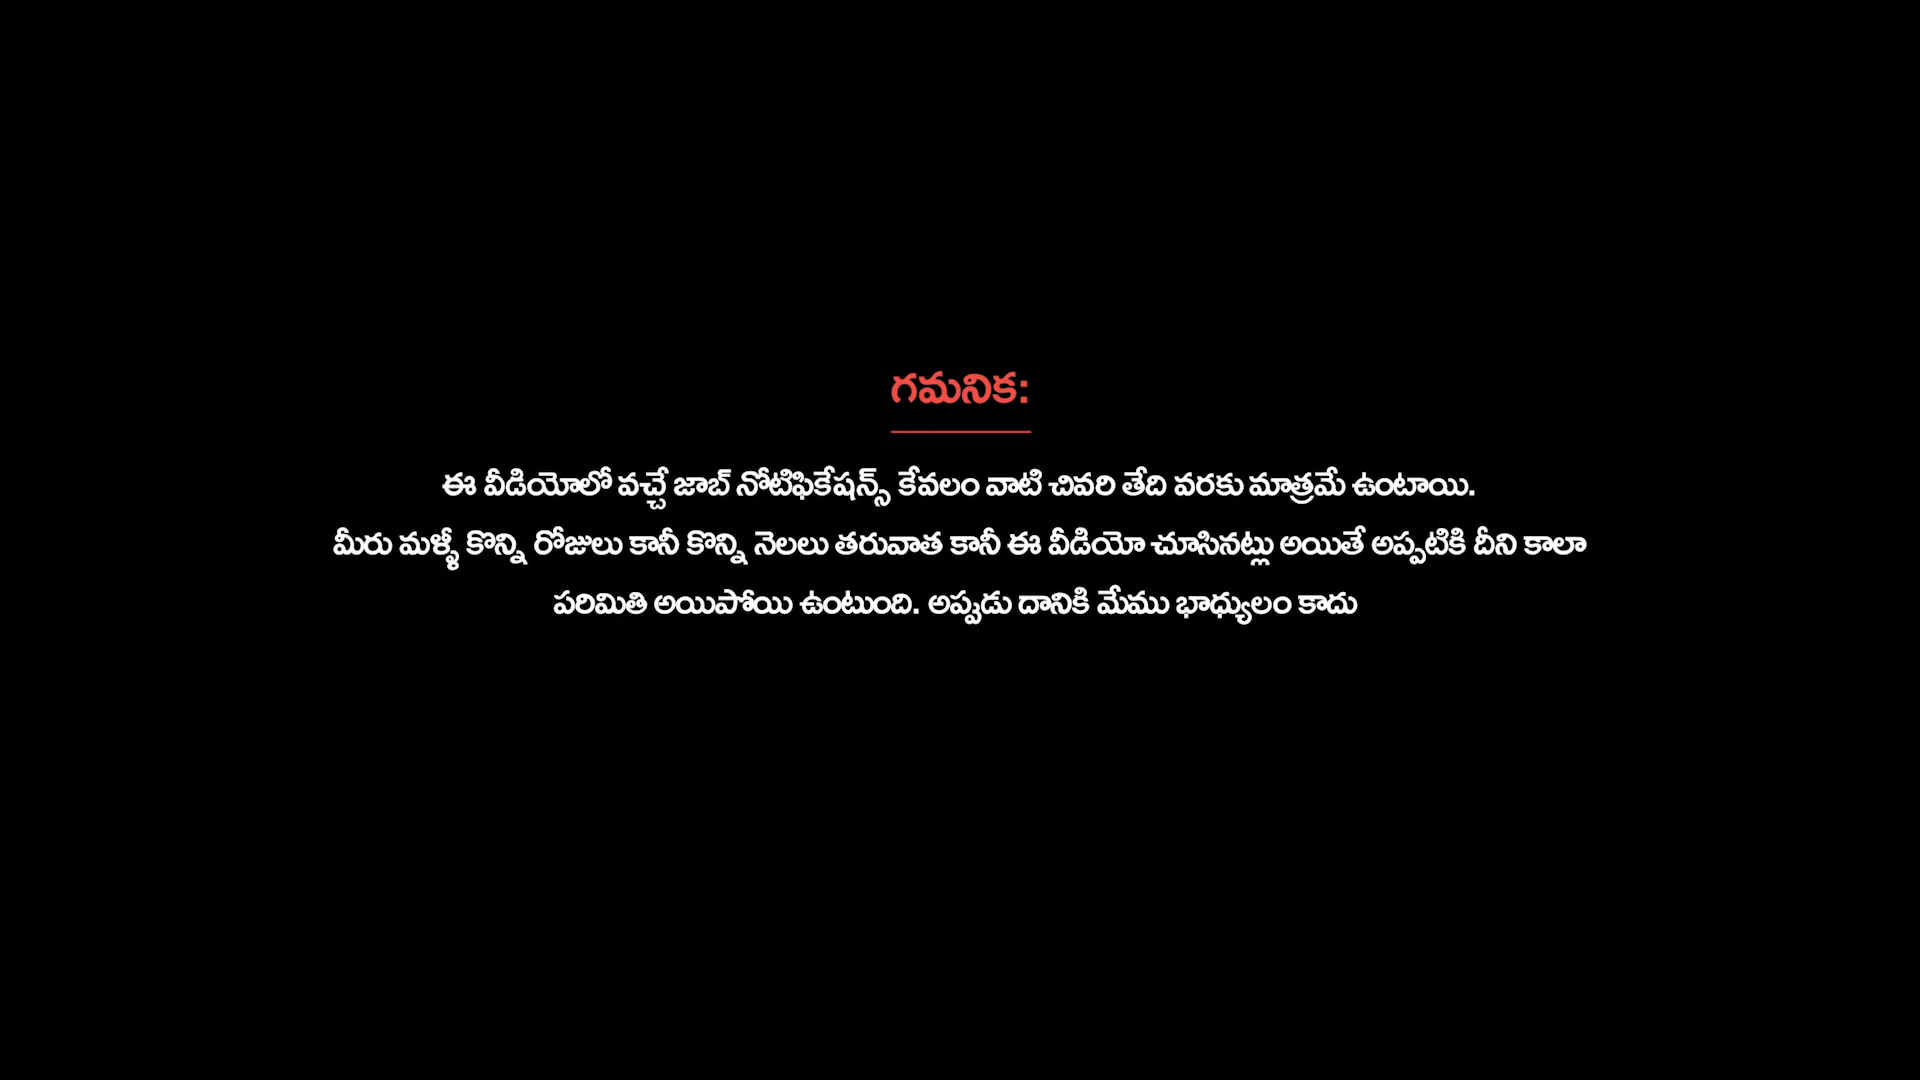 గమనిక:
ఈ వీడియోలో వచ్చే జాబ్ నోటిఫికేషన్స్ కేవలం వాటి చివరి తేది వరకు మాత్రమే ఉంటాయి.
మీరు మళ్ళీ కొన్ని రోజులు కానీ కొన్ని నెలలు తరువాత కానీ ఈ వీడియో చూసినట్లు అయితే అప్పటికి దీని కాలా
పరిమితి అయిపోయి ఉంటుంది. అప్పుడు దానికి మేము భాధ్యులం కాదు